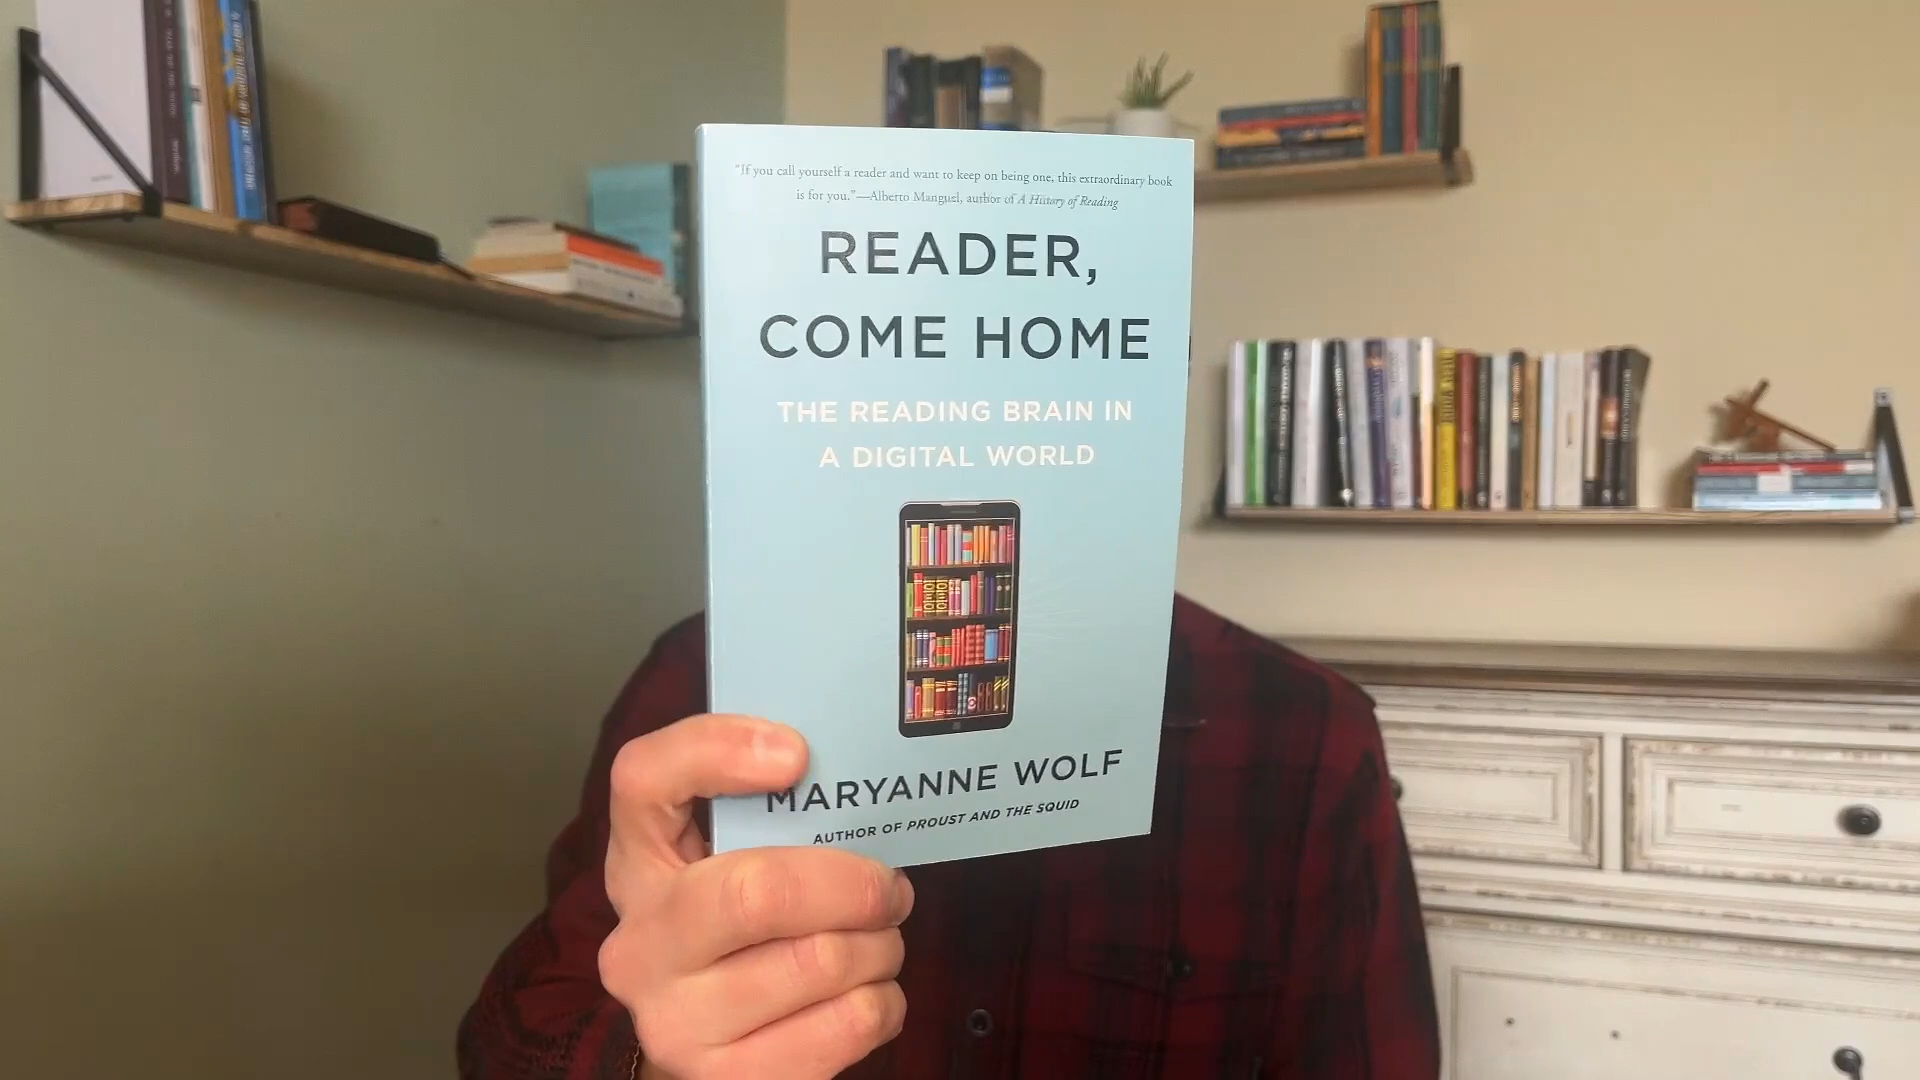 "If you call yourself a reader and want to keep on being one, this extraordinary book
is for you."—Alberto Manguel, author of A History of Reading
READER,
COME HOME
THE READING BRAIN IN
A DIGITAL WORLD
MARYANNE WOLF
AUTHOR OF PROUST AND THE SQUID